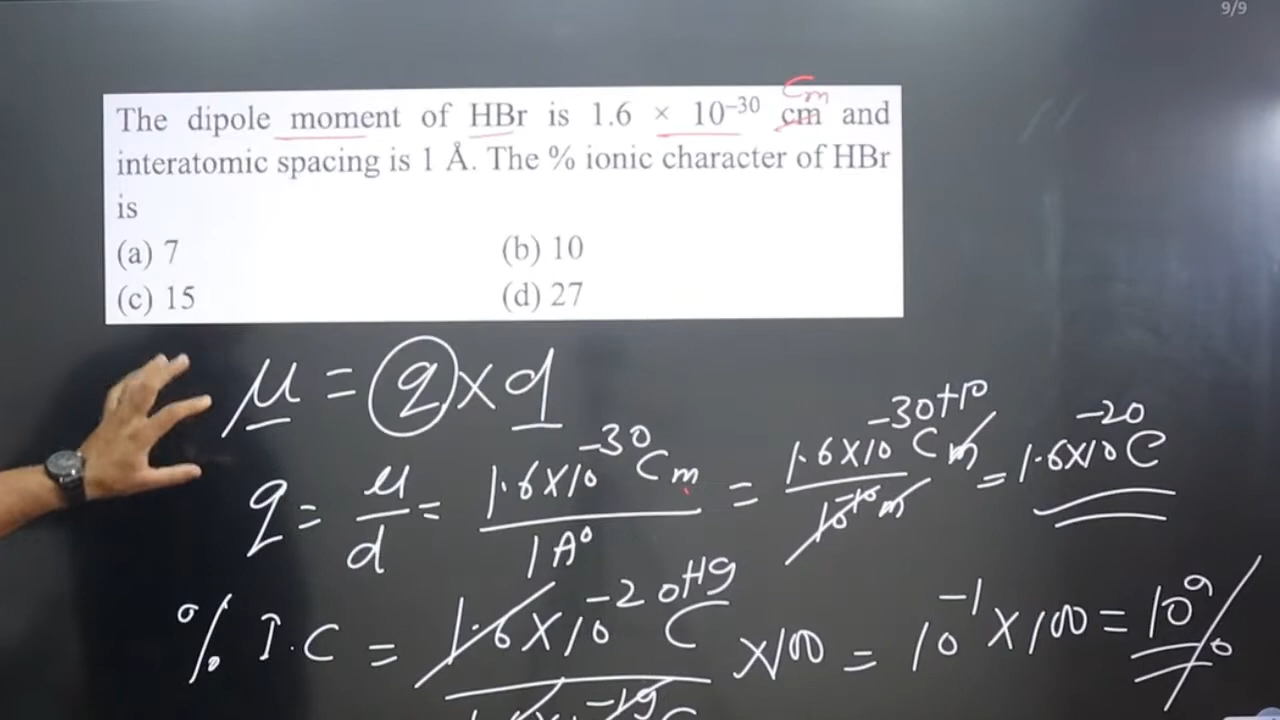 9/9
Cm
The dipole moment of HBr is 1.6 × 10⁻³⁰ cm and
interatomic spacing is 1 Å. The % ionic character of HBr
is
(a) 7 (b) 10
(c) 15 (d) 27
μ = q × d
q = μ/d = 1.6×10⁻³⁰ Cm / 1A° = 1.6×10⁻³⁰⁺¹⁰ Cm / 10⁻¹⁰ m = 1.6×10⁻²⁰ C
% I.C = 1.6×10⁻²⁰⁺¹⁹ C / ×10⁻¹⁹ C ×100 = 10⁻¹ ×100 = 10%